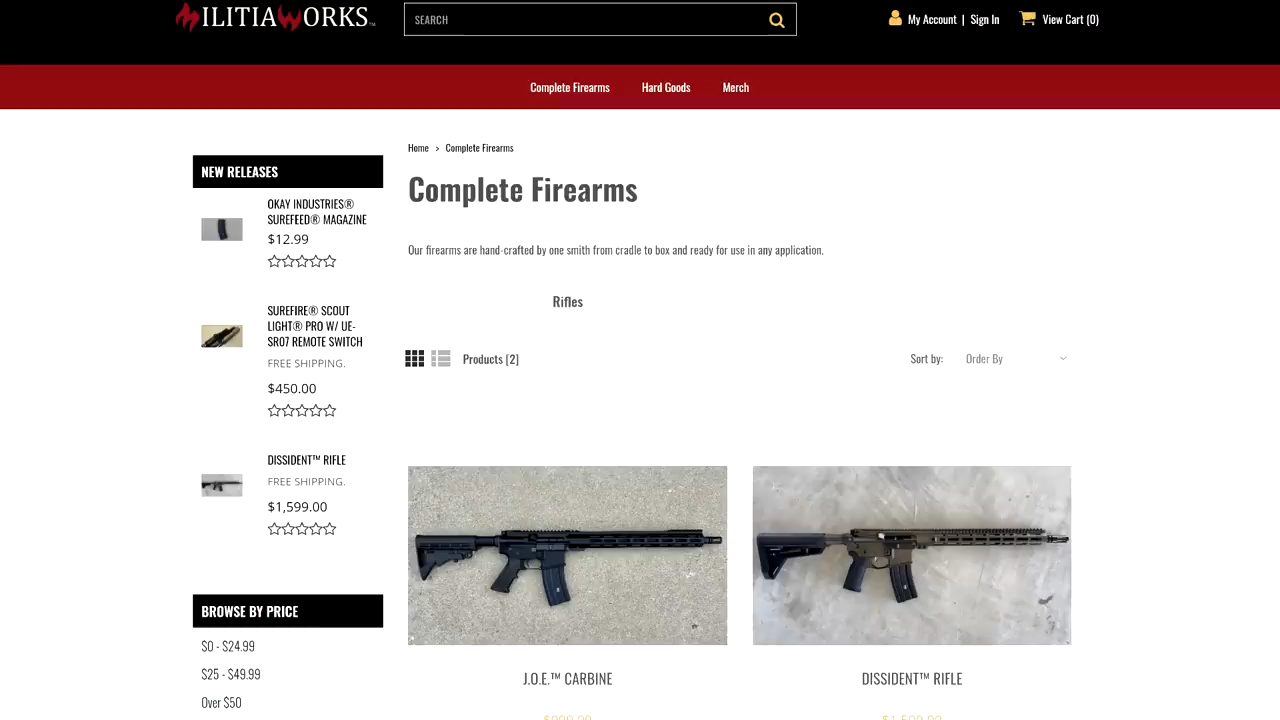 MILITIAWORKS™
SEARCH
My Account | Sign In
View Cart (0)
Complete Firearms
Hard Goods
Merch
Home > Complete Firearms
NEW RELEASES
OKAY INDUSTRIES®
SUREFEED® MAGAZINE
$12.99
SUREFIRE® SCOUT
LIGHT® PRO W/ UE-
SR07 REMOTE SWITCH
FREE SHIPPING.
$450.00
DISSIDENT™ RIFLE
FREE SHIPPING.
$1,599.00
BROWSE BY PRICE
$0 - $24.99
$25 - $49.99
Over $50
Complete Firearms
Our firearms are hand-crafted by one smith from cradle to box and ready for use in any application.
Rifles
Products [2]
Sort by:
Order By
J.O.E.™ CARBINE
DISSIDENT™ RIFLE